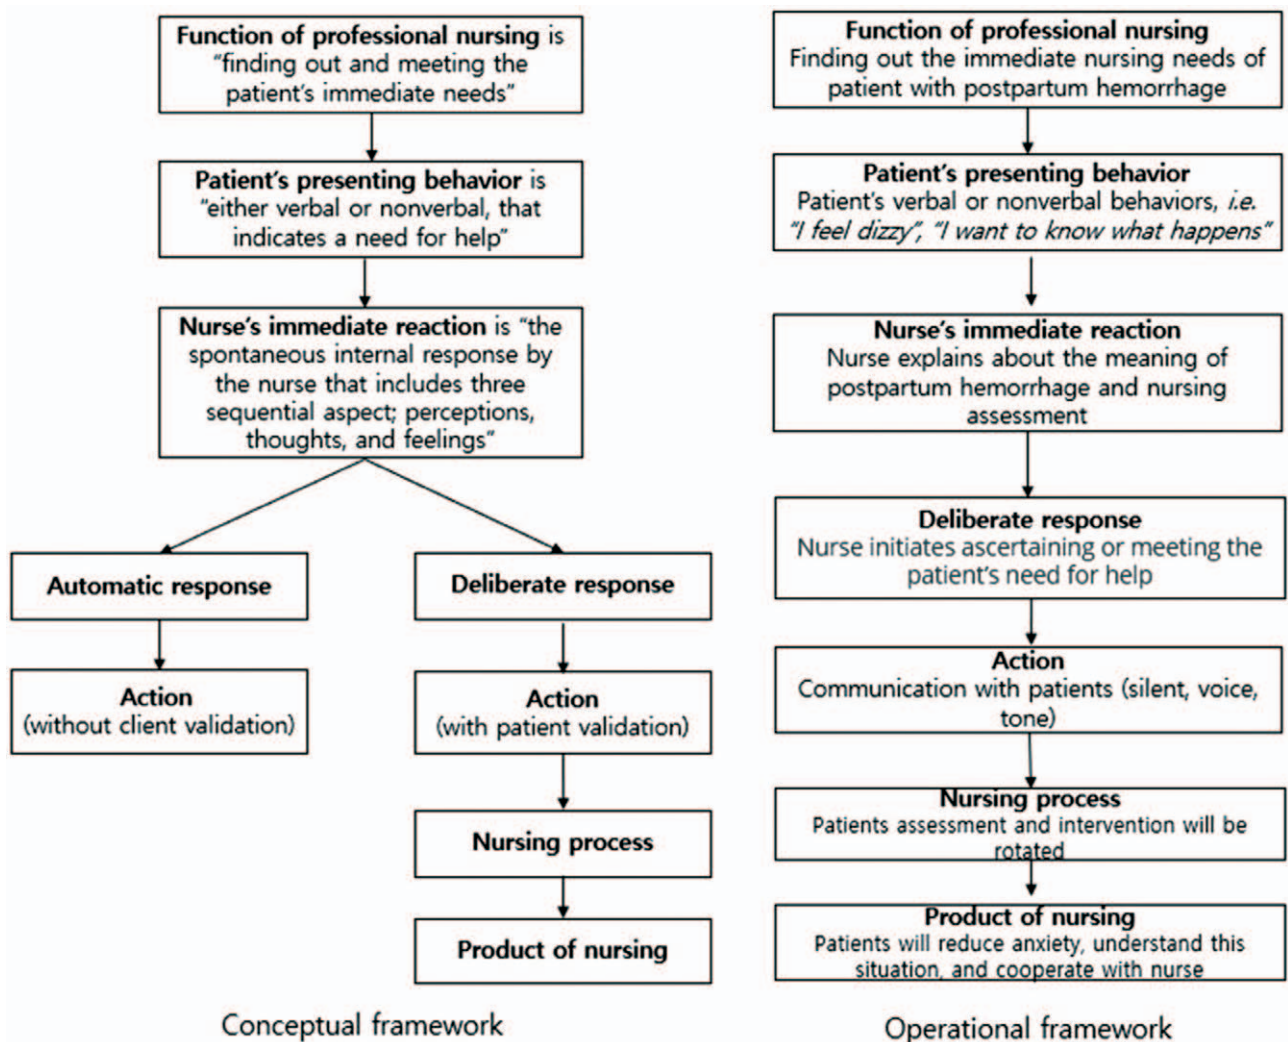 Function of professional nursing is
“finding out and meeting the
patient’s immediate needs”
Patient’s presenting behavior is
“either verbal or nonverbal, that
indicates a need for help”
Nurse’s immediate reaction is “the
spontaneous internal response by
the nurse that includes three
sequential aspect; perceptions,
thoughts, and feelings”
Automatic response
Action
(without client validation)
Deliberate response
Action
(with patient validation)
Nursing process
Product of nursing
Conceptual framework
Function of professional nursing
Finding out the immediate nursing needs of
patient with postpartum hemorrhage
Patient’s presenting behavior
Patient’s verbal or nonverbal behaviors, i.e.
“I feel dizzy”, “I want to know what happens”
Nurse’s immediate reaction
Nurse explains about the meaning of
postpartum hemorrhage and nursing
assessment
Deliberate response
Nurse initiates ascertaining or meeting the
patient’s need for help
Action
Communication with patients (silent, voice,
tone)
Nursing process
Patients assessment and intervention will be
rotated
Product of nursing
Patients will reduce anxiety, understand this
situation, and cooperate with nurse
Operational framework